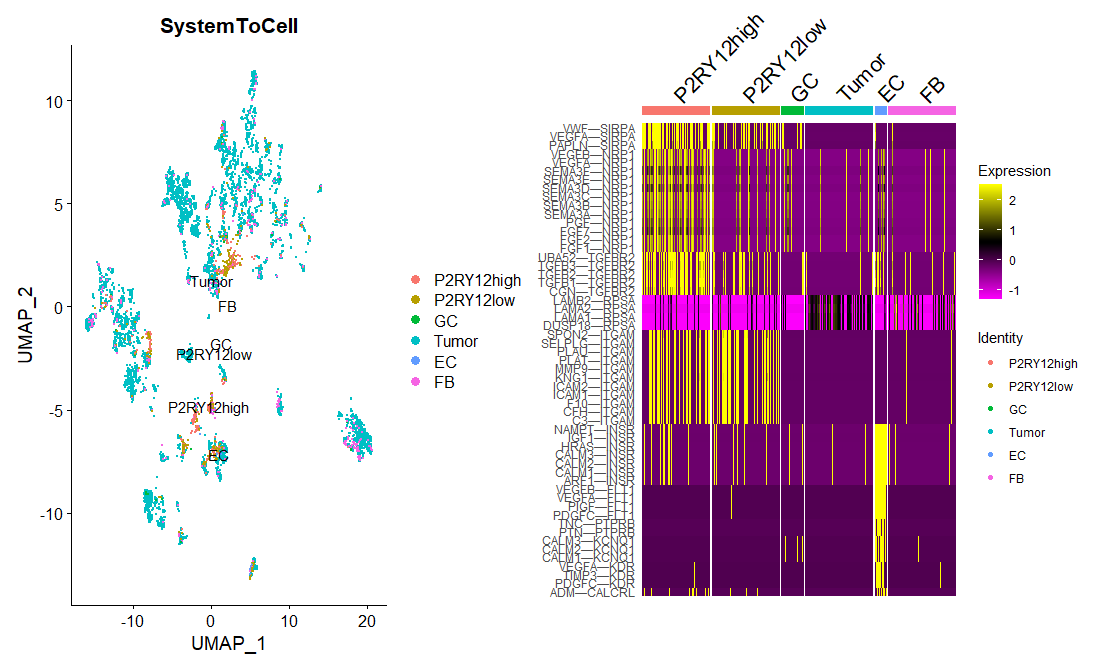 SystemToCell
10
5
0
-5
-10
UMAP_2
-10
0
10
20
UMAP_1
Tumor
FB
GC
P2RY12low
P2RY12high
EC
P2RY12high
P2RY12low
GC
Tumor
EC
FB
P2RY12high
P2RY12low
GC
Tumor
EC
FB
VWF—SIRPA
VEGFA—SIRPA
PAPLN—SIRPA
VEGFB—NRP1
VEGFA—NRP1
SEMA3F—NRP1
SEMA3E—NRP1
SEMA3D—NRP1
SEMA3C—NRP1
SEMA3B—NRP1
SEMA3A—NRP1
PGF—NRP1
FGF7—NRP1
FGF2—NRP1
FGF1—NRP1
UBA52—TGFBR2
TGFB3—TGFBR2
TGFB2—TGFBR2
TGFB1—TGFBR2
CGN—TGFBR2
LAMB2—RPSA
LAMA2—RPSA
LAMA1—RPSA
DUSP18—RPSA
SPON2—ITGAM
SELPLG—ITGAM
PLAU—ITGAM
PLAT—ITGAM
MMP9—ITGAM
KNG1—ITGAM
ICAM2—ITGAM
ICAM1—ITGAM
F10—ITGAM
CFH—ITGAM
C3—ITGAM
NAMPT—INSR
IGF1—INSR
HRAS—INSR
CALM3—INSR
CALM2—INSR
CALM1—INSR
ARF1—INSR
VEGFB—FLT1
VEGFA—FLT1
PIGF—FLT1
PDGFC—FLT1
TNC—PTPRB
PTN—PTPRB
CALM3—KCNQ1
CALM2—KCNQ1
CALM1—KCNQ1
VEGFA—KDR
TIMP3—KDR
PDGFC—KDR
ADM—CALCRL
Expression
2
1
0
-1
Identity
P2RY12high
P2RY12low
GC
Tumor
EC
FB